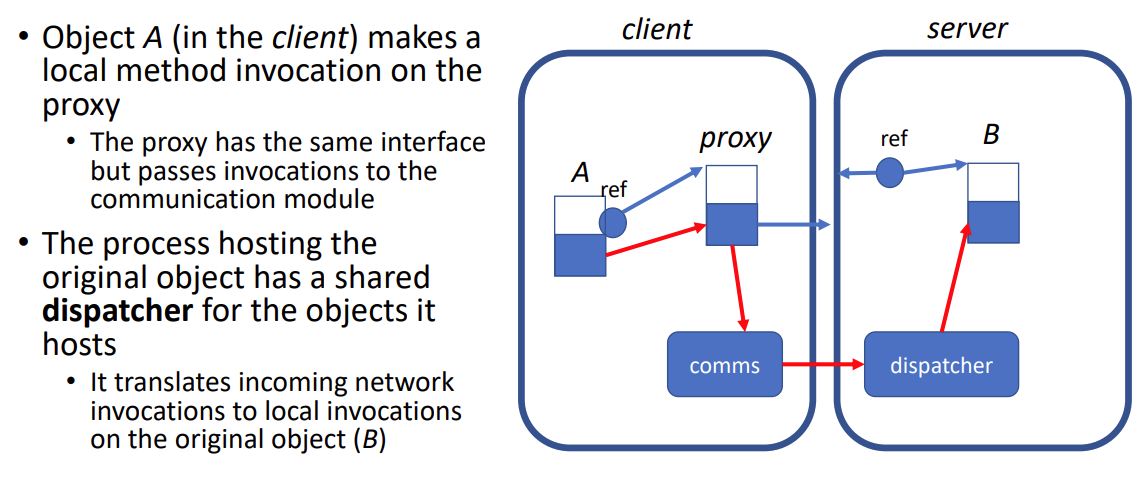 • Object A (in the client) makes a
local method invocation on the
proxy
• The proxy has the same interface
but passes invocations to the
communication module
• The process hosting the
original object has a shared
dispatcher for the objects it
hosts
• It translates incoming network
invocations to local invocations
on the original object (B)
client
server
proxy
A
ref
ref
B
comms
dispatcher